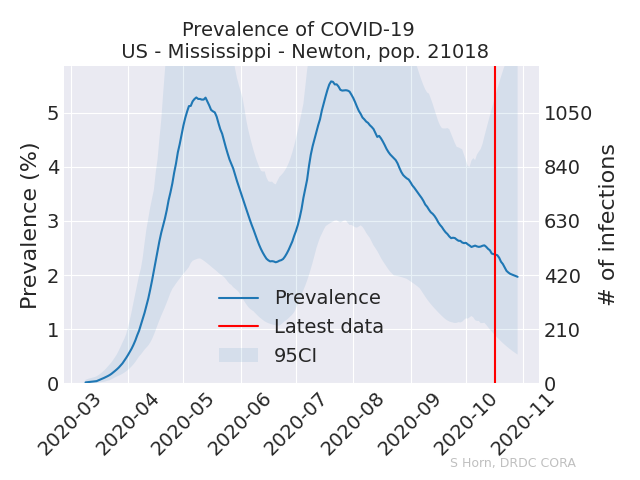 Prevalence of COVID-19
US - Mississippi - Newton, pop. 21018
Prevalence (%)
5
4
3
2
1
0
1050
840
630
420
210
0
# of infections
Prevalence
Latest data
95CI
2020-03
2020-04
2020-05
2020-06
2020-07
2020-08
2020-09
2020-10
2020-11
S Horn, DRDC CORA